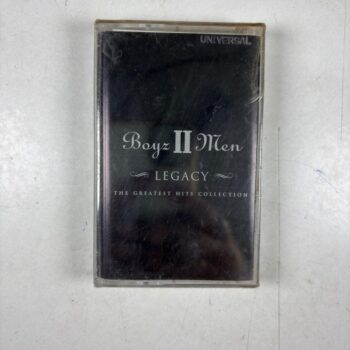 UNIVERSAL
Boyz II Men
LEGACY
THE GREATEST HITS COLLECTION